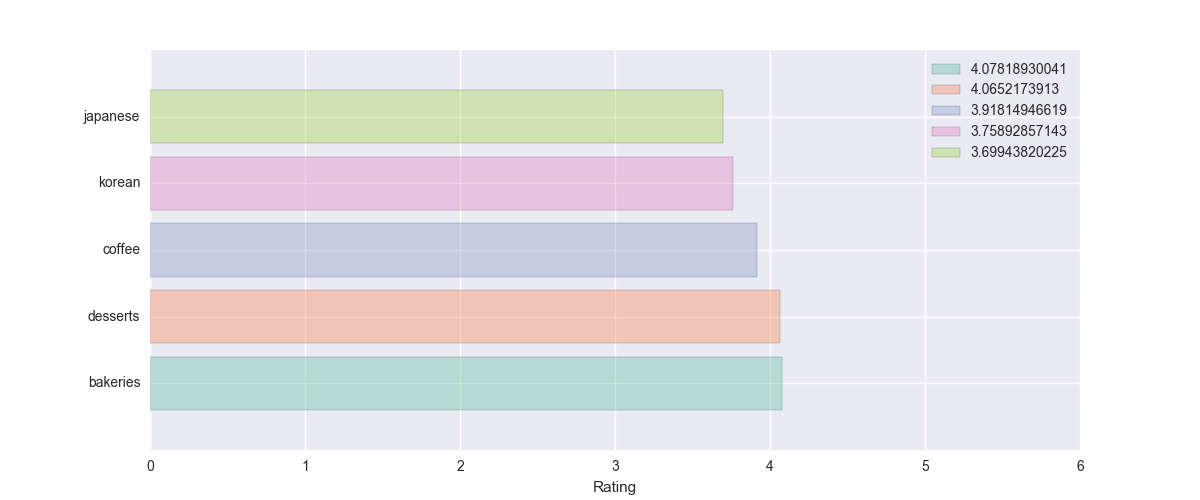 4.07818930041
4.0652173913
3.91814946619
3.75892857143
3.69943820225
japanese
korean
coffee
desserts
bakeries
0 1 2 3 4 5 6
Rating